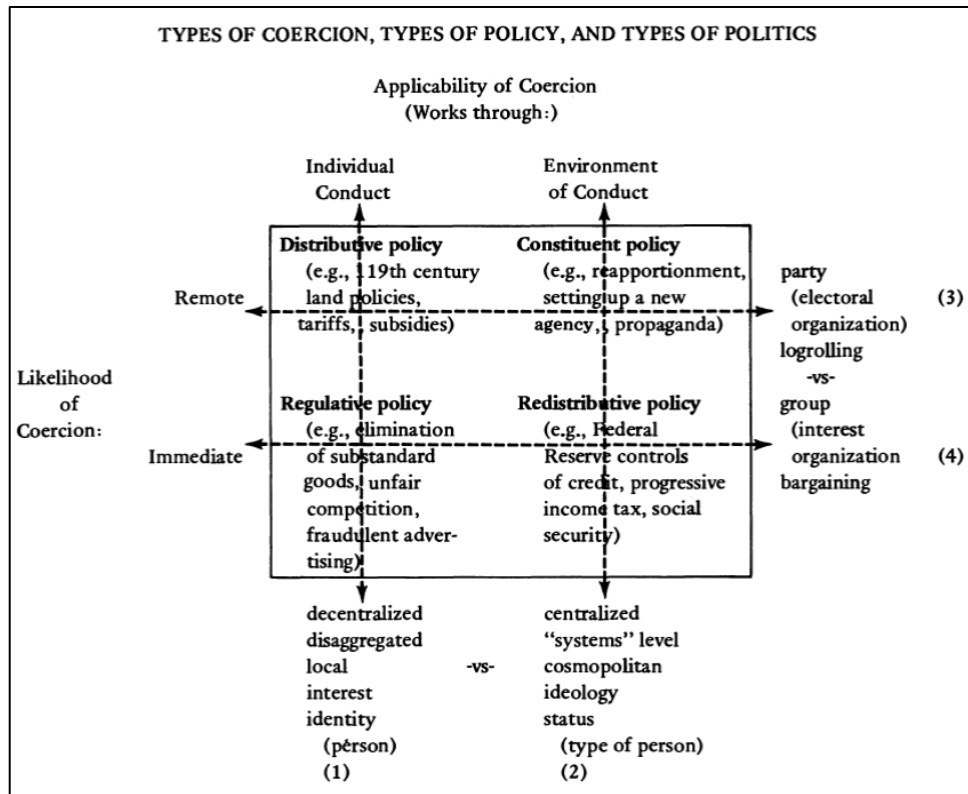 TYPES OF COERCION, TYPES OF POLICY, AND TYPES OF POLITICS
Applicability of Coercion
(Works through:)
Individual
Conduct
Environment
of Conduct
Likelihood
of
Coercion:
Remote
Immediate
Distributive policy
(e.g., 119th century
land policies,
tariffs, subsidies)
Constituent policy
(e.g., reapportionment,
setting up a new
agency, propaganda)
Regulative policy
(e.g., elimination
of substandard
goods, unfair
competition,
fraudulent adver-
tising)
Redistributive policy
(e.g., Federal
Reserve controls
of credit, progressive
income tax, social
security)
party
(electoral (3)
organization)
logrolling
-vs-
group
(interest
organization (4)
bargaining
decentralized
disaggregated
local
interest
identity
(person)
(1)
-vs-
centralized
"systems" level
cosmopolitan
ideology
status
(type of person)
(2)